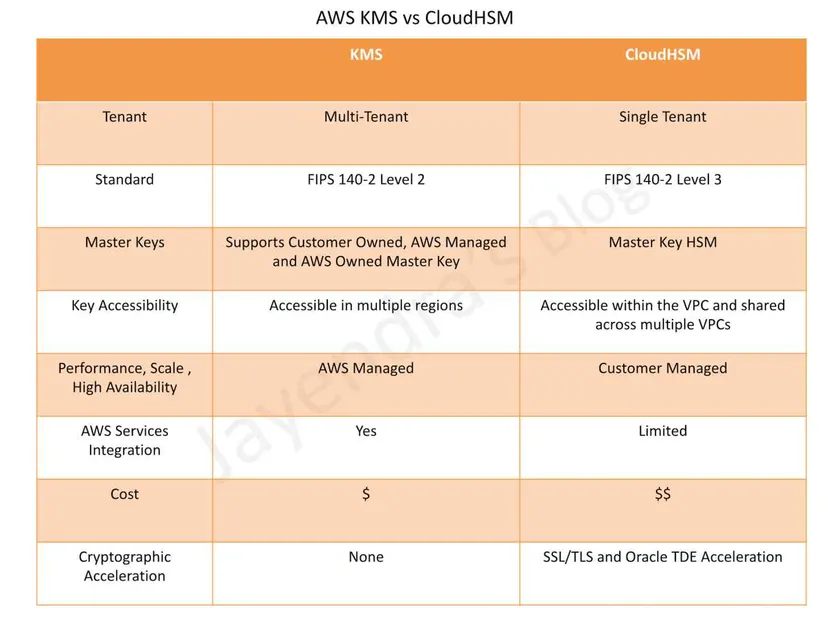 AWS KMS vs CloudHSM
KMS CloudHSM
Tenant Multi-Tenant Single Tenant
Standard FIPS 140-2 Level 2 FIPS 140-2 Level 3
Master Keys Supports Customer Owned, AWS Managed Master Key HSM
and AWS Owned Master Key
Key Accessibility Accessible in multiple regions Accessible within the VPC and shared
across multiple VPCs
Performance, Scale , AWS Managed Customer Managed
High Availability
AWS Services Yes Limited
Integration
Cost $ $$
Cryptographic None SSL/TLS and Oracle TDE Acceleration
Acceleration
Jayendra's Blog